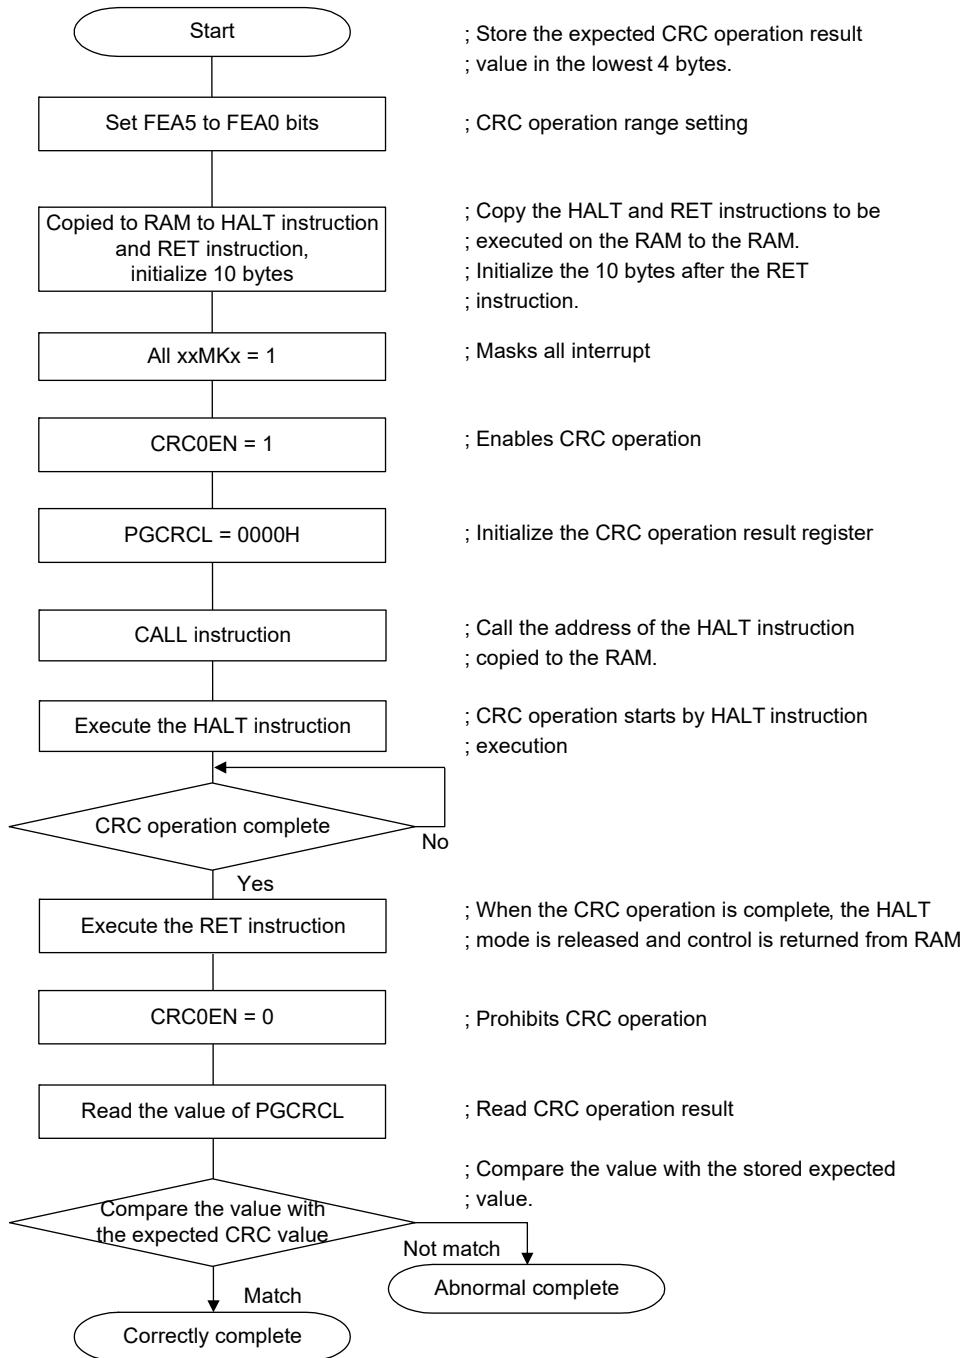 Start
; Store the expected CRC operation result
; value in the lowest 4 bytes.
Set FEA5 to FEA0 bits
; CRC operation range setting
Copied to RAM to HALT instruction
and RET instruction,
initialize 10 bytes
; Copy the HALT and RET instructions to be
; executed on the RAM to the RAM.
; Initialize the 10 bytes after the RET
; instruction.
All xxMKx = 1
; Masks all interrupt
CRC0EN = 1
; Enables CRC operation
PGCRCL = 0000H
; Initialize the CRC operation result register
CALL instruction
; Call the address of the HALT instruction
; copied to the RAM.
Execute the HALT instruction
; CRC operation starts by HALT instruction
; execution
CRC operation complete
No
Yes
Execute the RET instruction
; When the CRC operation is complete, the HALT
; mode is released and control is returned from RAM
CRC0EN = 0
; Prohibits CRC operation
Read the value of PGCRCL
; Read CRC operation result
; Compare the value with the stored expected
; value.
Compare the value with
the expected CRC value
Not match
Abnormal complete
Match
Correctly complete